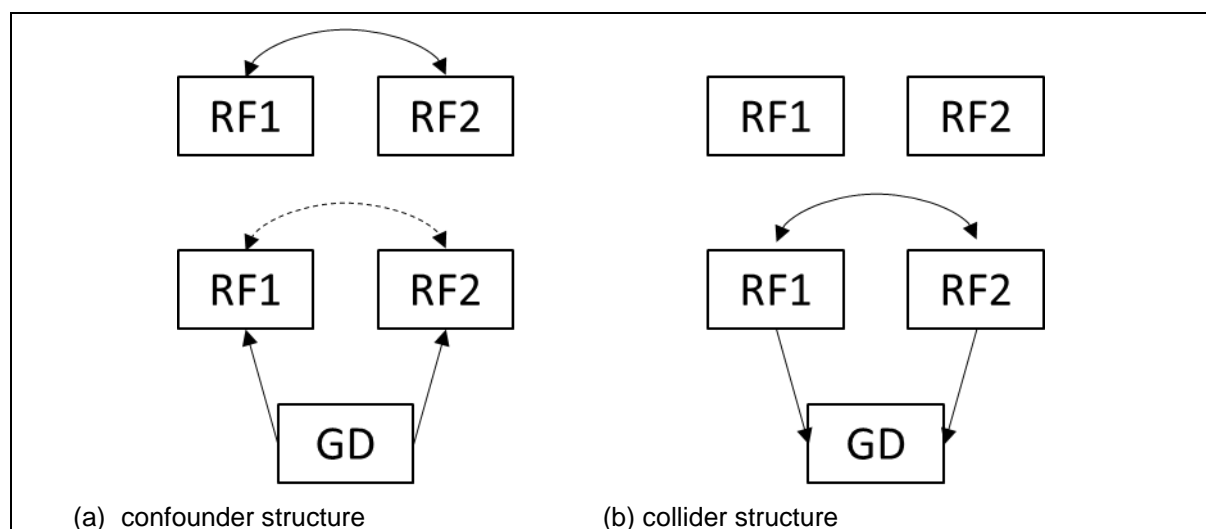 RF1 RF2 RF1 RF2
RF1 RF2 RF1 RF2
GD GD
(a) confounder structure (b) collider structure